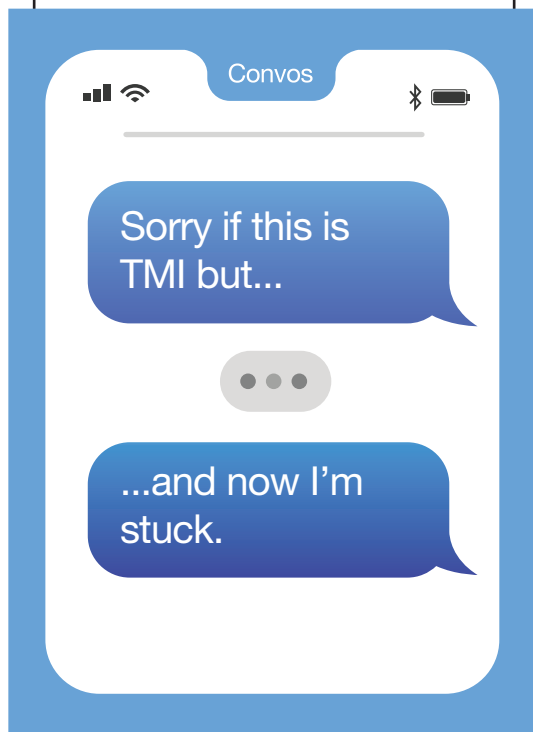 Convos
Sorry if this is
TMI but...
...and now I’m
stuck.